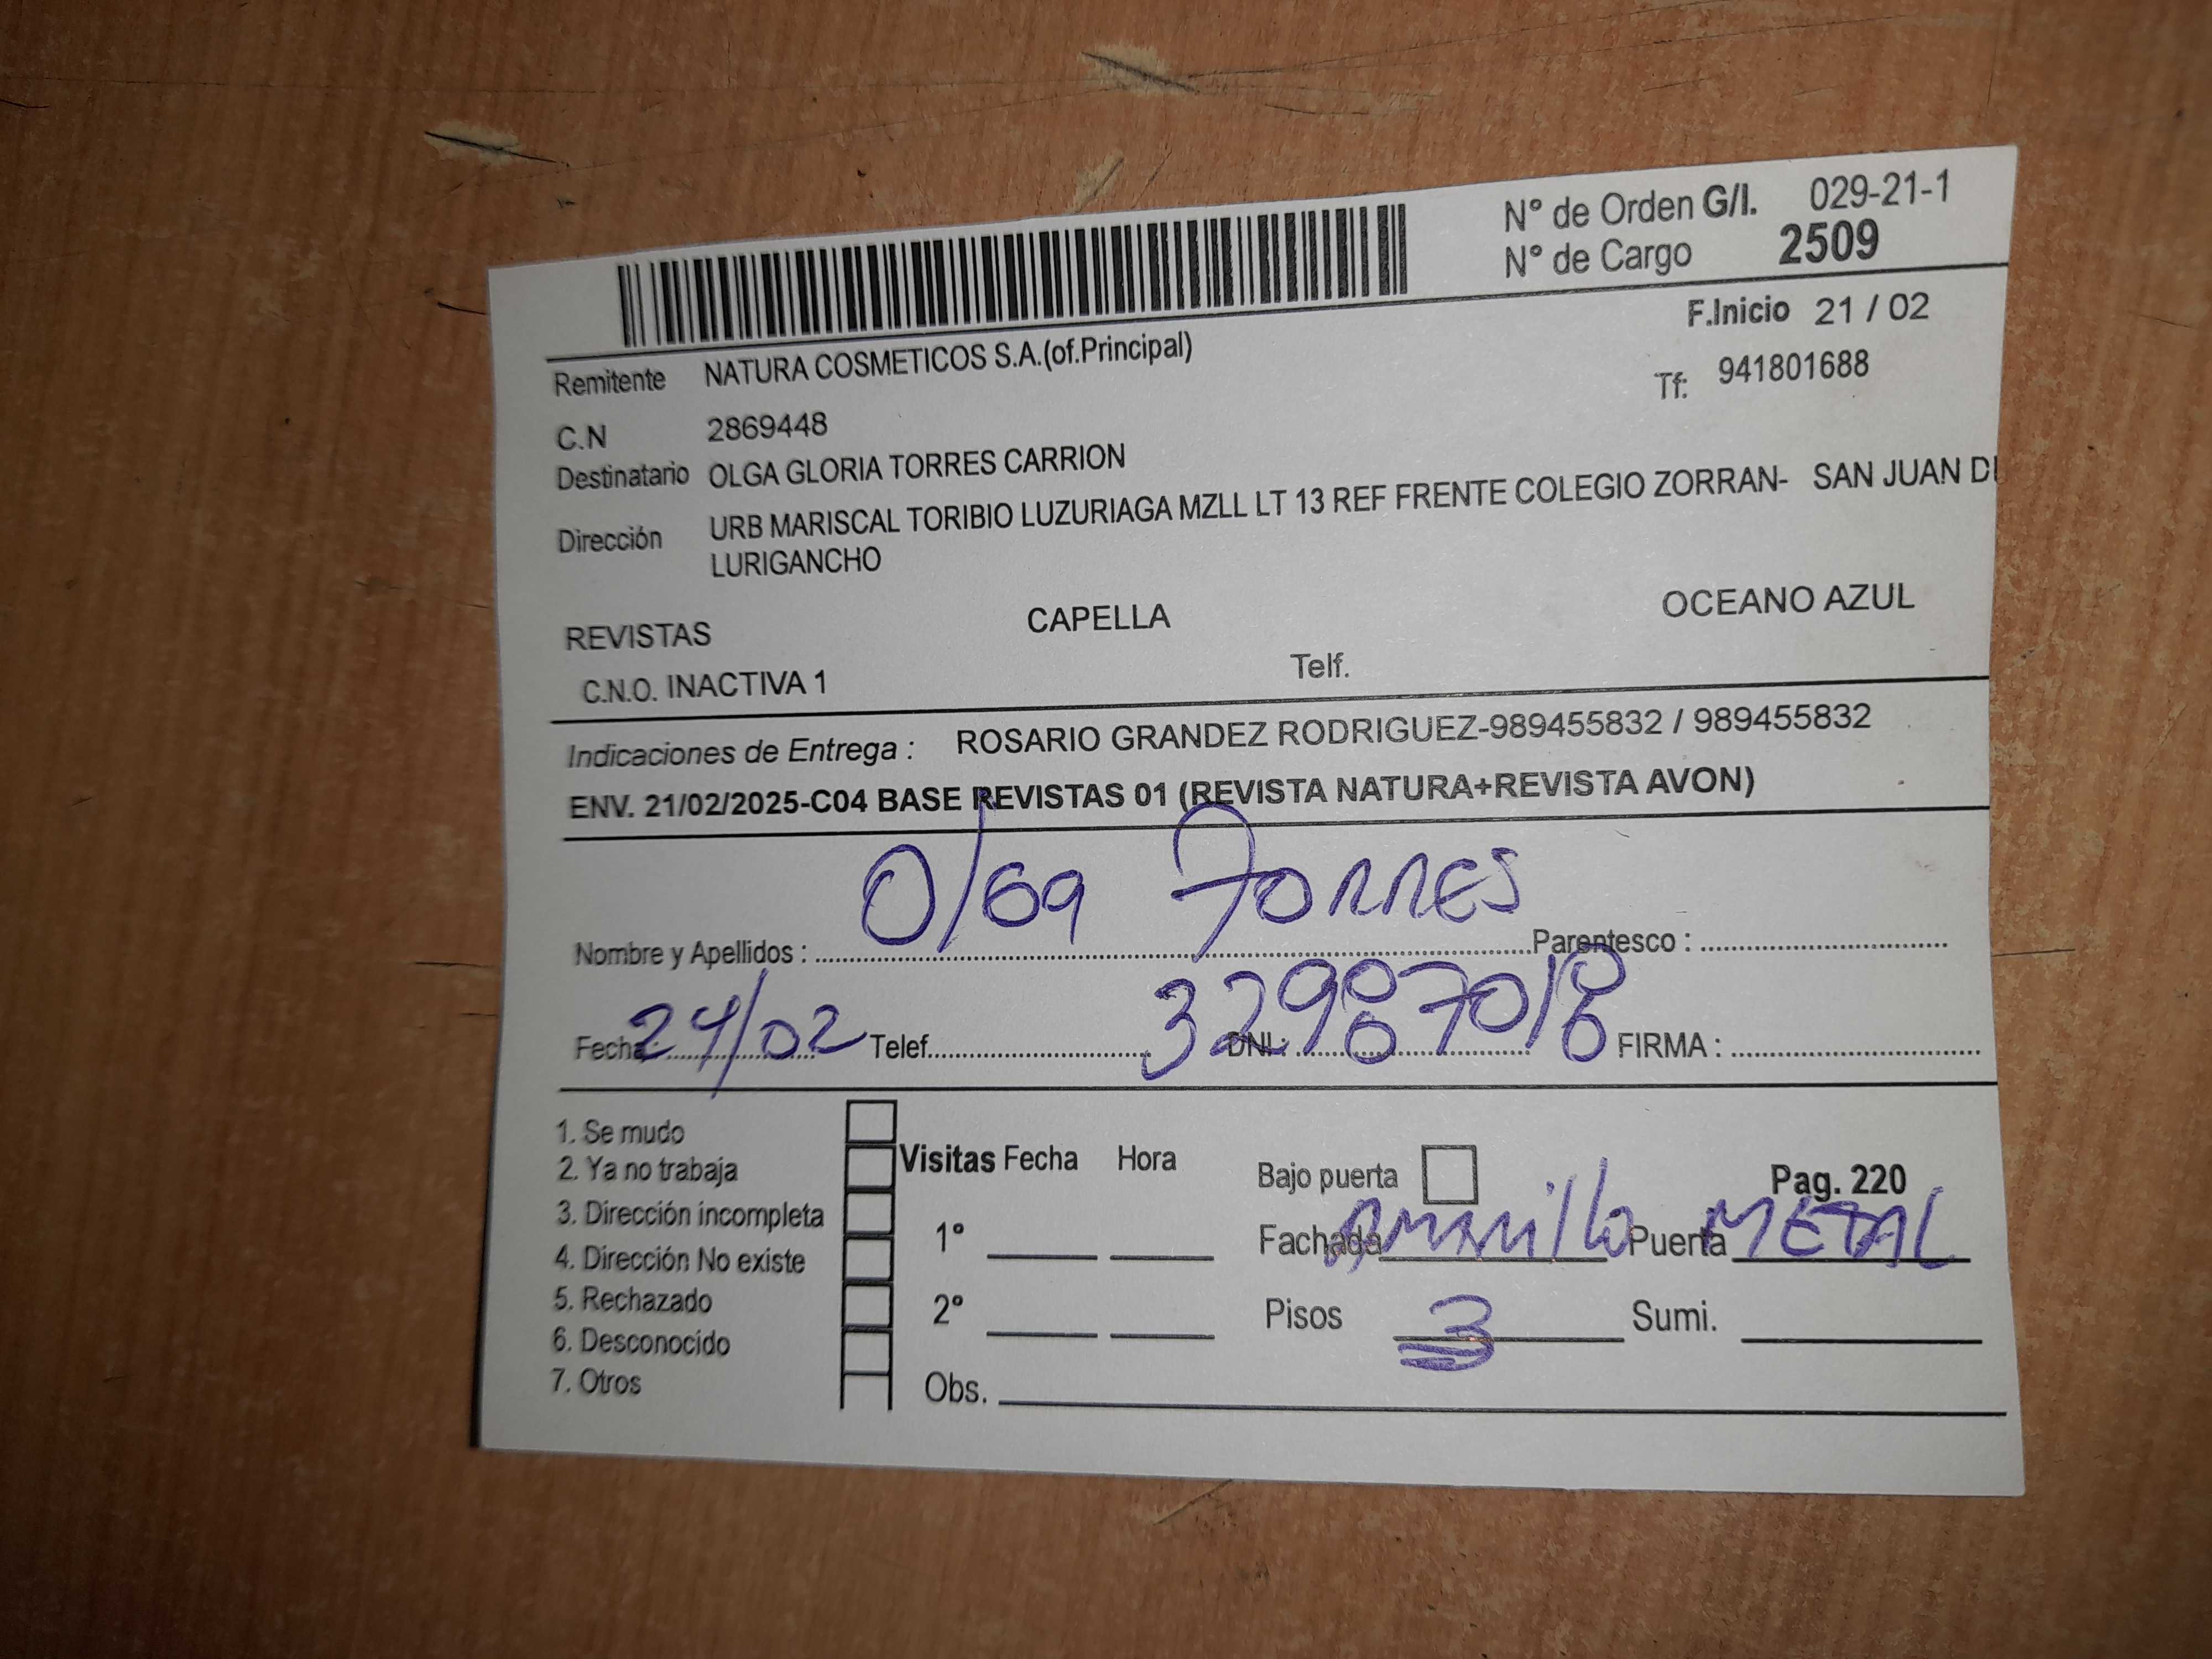 N° de Orden G/I. 029-21-1
N° de Cargo 2509
F.Inicio 21 / 02
Remitente NATURA COSMETICOS S.A.(of.Principal)
Tf: 941801688
C.N 2869448
Destinatario OLGA GLORIA TORRES CARRION
Dirección URB MARISCAL TORIBIO LUZURIAGA MZLL LT 13 REF FRENTE COLEGIO ZORRAN- SAN JUAN DE
LURIGANCHO
REVISTAS CAPELLA OCEANO AZUL
C.N.O. INACTIVA 1 Telf.
Indicaciones de Entrega : ROSARIO GRANDEZ RODRIGUEZ-989455832 / 989455832
ENV. 21/02/2025-C04 BASE REVISTAS 01 (REVISTA NATURA+REVISTA AVON)
Olga TORRES
Nombre y Apellidos : Parentesco :
Fecha: 24/02 Telef. DNI.: 32987018 FIRMA :
1. Se mudo
2. Ya no trabaja
3. Dirección incompleta
4. Dirección No existe
5. Rechazado
6. Desconocido
7. Otros
Visitas Fecha Hora
1°
2°
Obs.
Bajo puerta Pag. 220
Fachada Amarillo Puerta METAL
Pisos 3 Sumi.